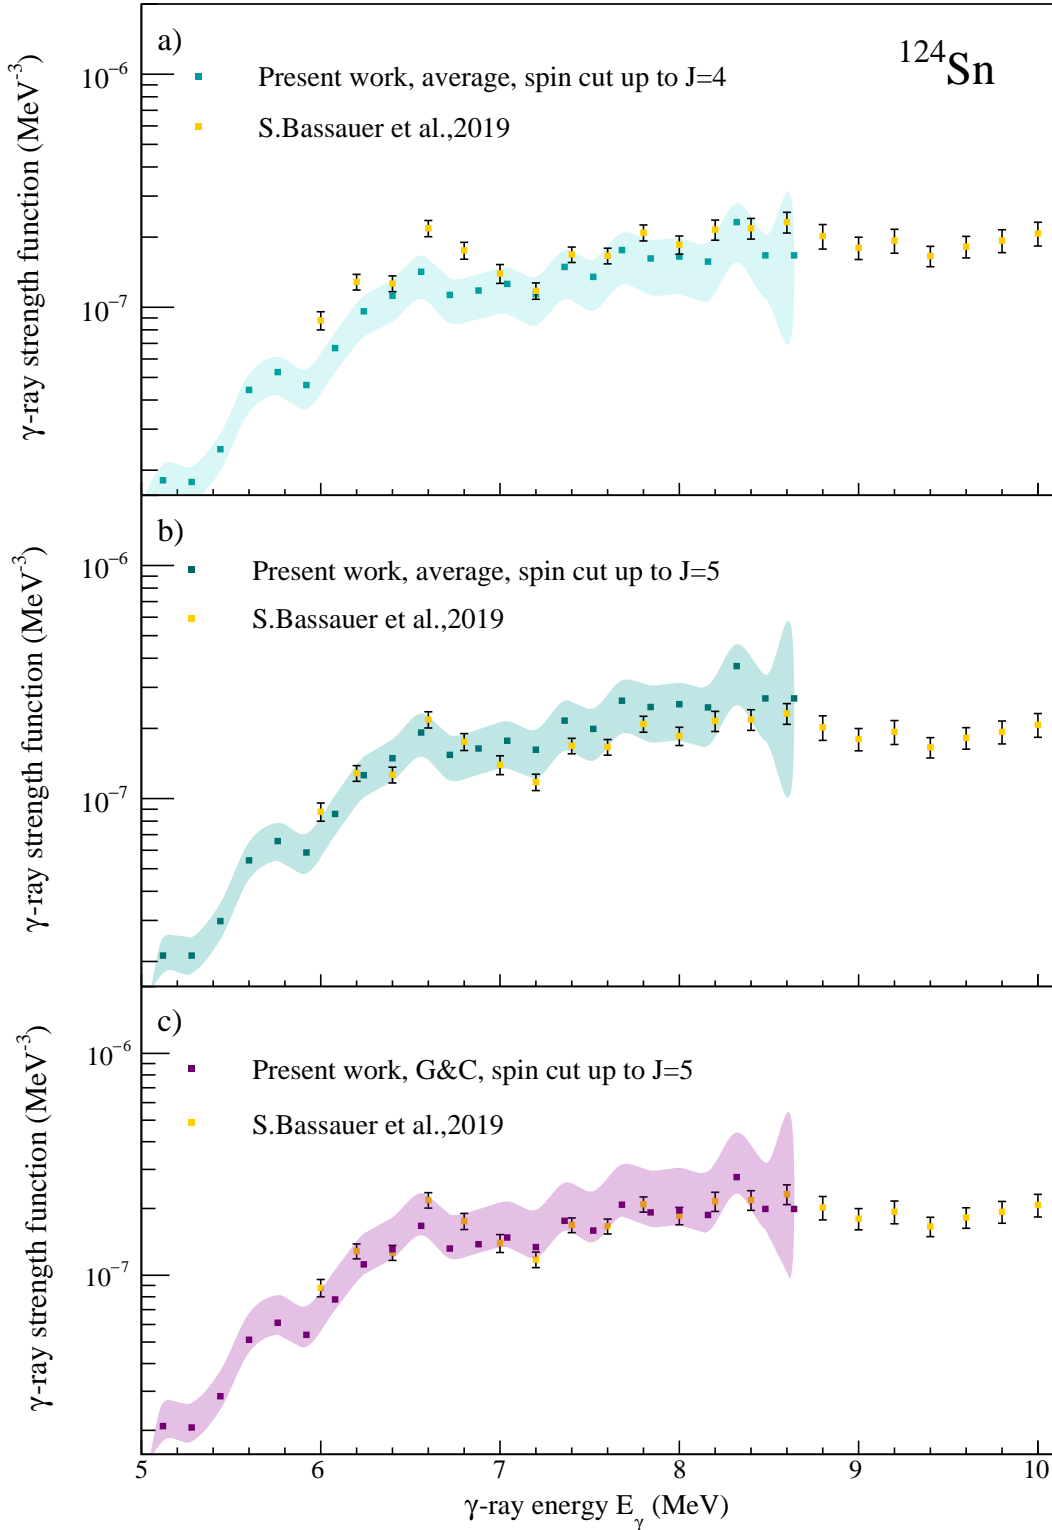 a)
¹²⁴Sn
Present work, average, spin cut up to J=4
S.Bassauer et al.,2019
γ-ray strength function (MeV⁻³)
10⁻⁶
10⁻⁷
b)
Present work, average, spin cut up to J=5
S.Bassauer et al.,2019
γ-ray strength function (MeV⁻³)
10⁻⁶
10⁻⁷
c)
Present work, G&C, spin cut up to J=5
S.Bassauer et al.,2019
γ-ray strength function (MeV⁻³)
10⁻⁶
10⁻⁷
5 6 7 8 9 10
γ-ray energy E_γ (MeV)